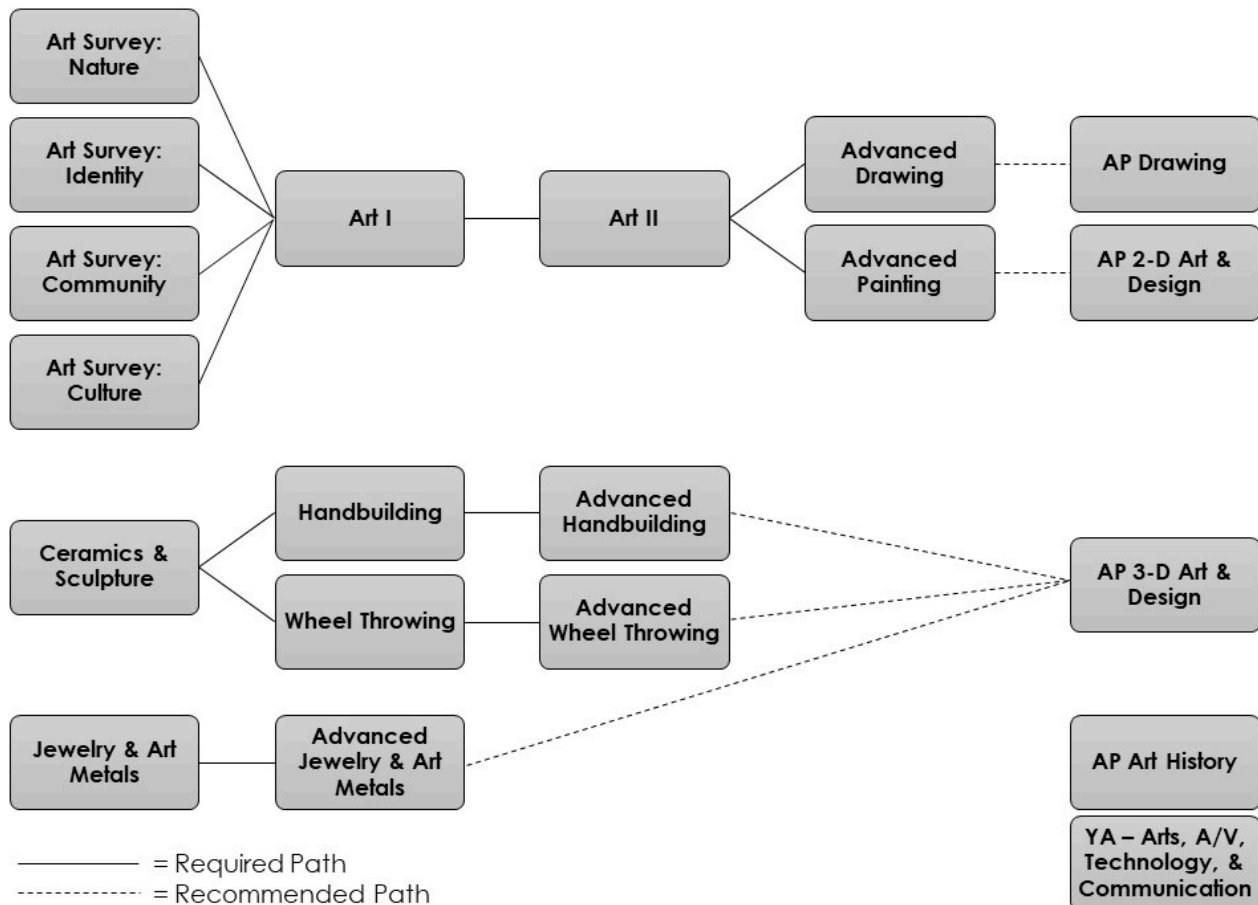 Art Survey:
Nature
Art Survey:
Identity
Art Survey:
Community
Art Survey:
Culture
Art I
Art II
Advanced
Drawing
Advanced
Painting
AP Drawing
AP 2-D Art &
Design
Ceramics &
Sculpture
Handbuilding
Wheel Throwing
Advanced
Handbuilding
Advanced
Wheel Throwing
AP 3-D Art &
Design
Jewelry & Art
Metals
Advanced
Jewelry & Art
Metals
AP Art History
YA – Arts, A/V,
Technology, &
Communication
= Required Path
= Recommended Path